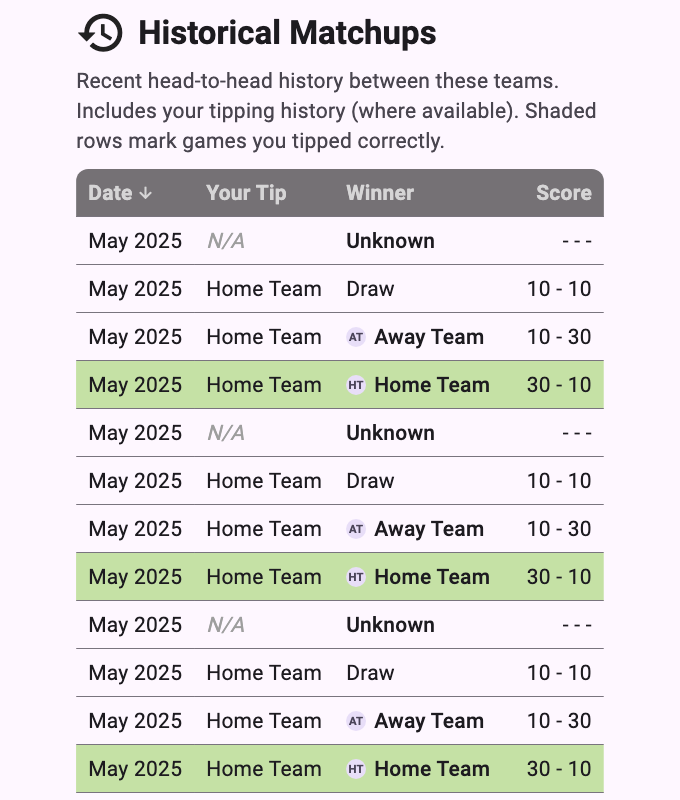 Historical Matchups
Recent head-to-head history between these teams.
Includes your tipping history (where available). Shaded
rows mark games you tipped correctly.
Date ↓ Your Tip Winner Score
May 2025 N/A Unknown - - -
May 2025 Home Team Draw 10 - 10
May 2025 Home Team AT Away Team 10 - 30
May 2025 Home Team HT Home Team 30 - 10
May 2025 N/A Unknown - - -
May 2025 Home Team Draw 10 - 10
May 2025 Home Team AT Away Team 10 - 30
May 2025 Home Team HT Home Team 30 - 10
May 2025 N/A Unknown - - -
May 2025 Home Team Draw 10 - 10
May 2025 Home Team AT Away Team 10 - 30
May 2025 Home Team HT Home Team 30 - 10